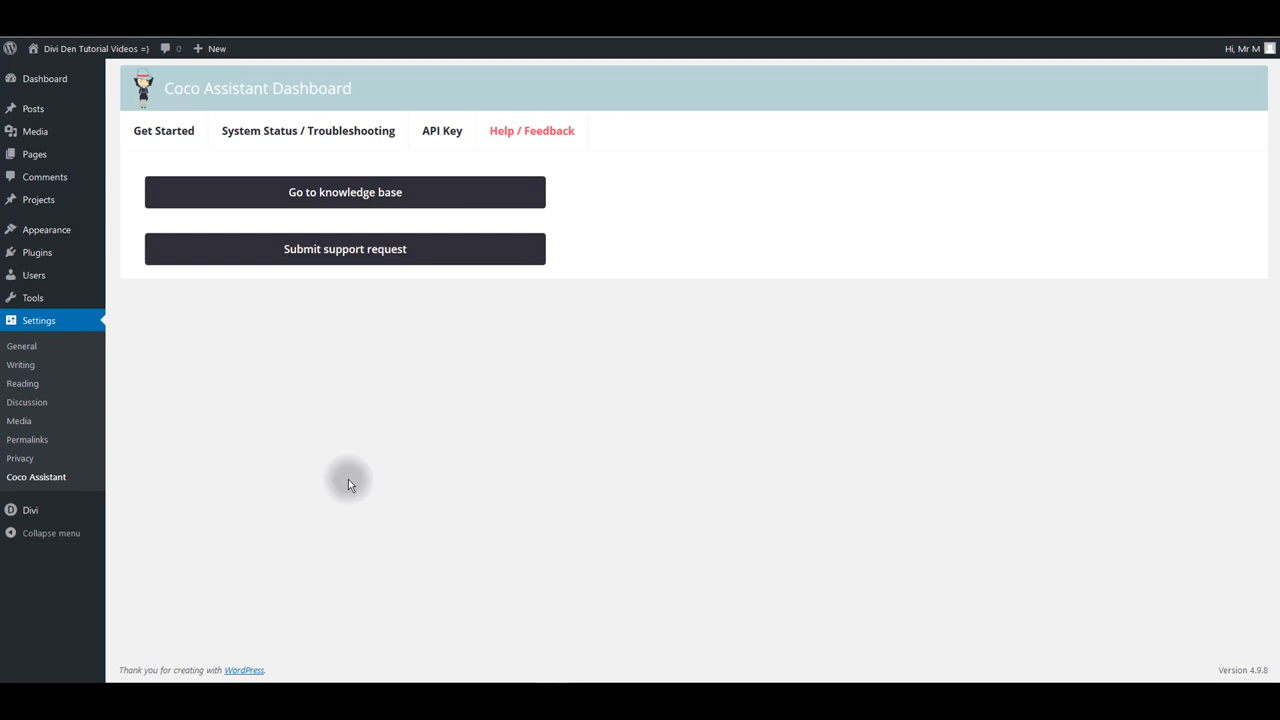 Divi Den Tutorial Videos =)
0
New
Hi, Mr M
Dashboard
Posts
Media
Pages
Comments
Projects
Appearance
Plugins
Users
Tools
Settings
General
Writing
Reading
Discussion
Media
Permalinks
Privacy
Coco Assistant
Divi
Collapse menu
Coco Assistant Dashboard
Get Started
System Status / Troubleshooting
API Key
Help / Feedback
Go to knowledge base
Submit support request
Thank you for creating with WordPress.
Version 4.9.8